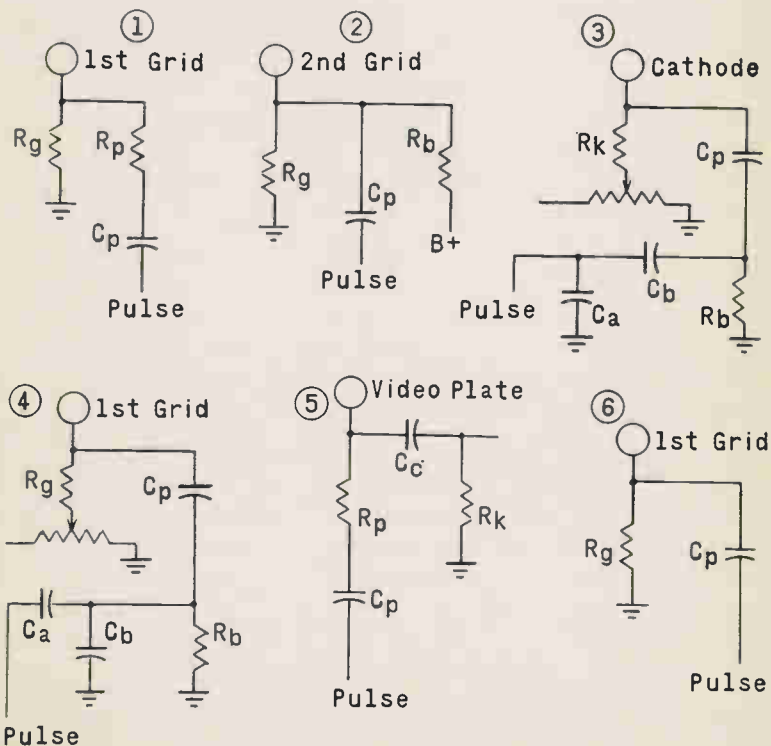 ①
1st Grid
Rg
Rp
Cp
Pulse
②
2nd Grid
Rg
Cp
Rb
B+
Pulse
③
Cathode
Rk
Cp
Cb
Pulse
Ca
Rb
④
1st Grid
Rg
Cp
Ca
Cb
Rb
Pulse
⑤
Video Plate
Cc
Rp
Rk
Cp
Pulse
⑥
1st Grid
Rg
Cp
Pulse